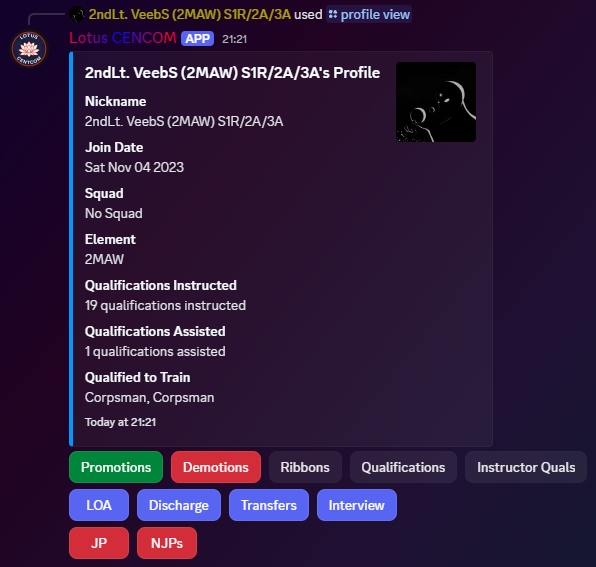 2ndLt. VeebS (2MAW) S1R/2A/3A used profile view
Lotus CENCOM APP 21:21
LOTUS
CENTCOM
2ndLt. VeebS (2MAW) S1R/2A/3A's Profile
Nickname
2ndLt. VeebS (2MAW) S1R/2A/3A
Join Date
Sat Nov 04 2023
Squad
No Squad
Element
2MAW
Qualifications Instructed
19 qualifications instructed
Qualifications Assisted
1 qualifications assisted
Qualified to Train
Corpsman, Corpsman
Today at 21:21
Promotions Demotions Ribbons Qualifications Instructor Quals
LOA Discharge Transfers Interview
JP NJPs